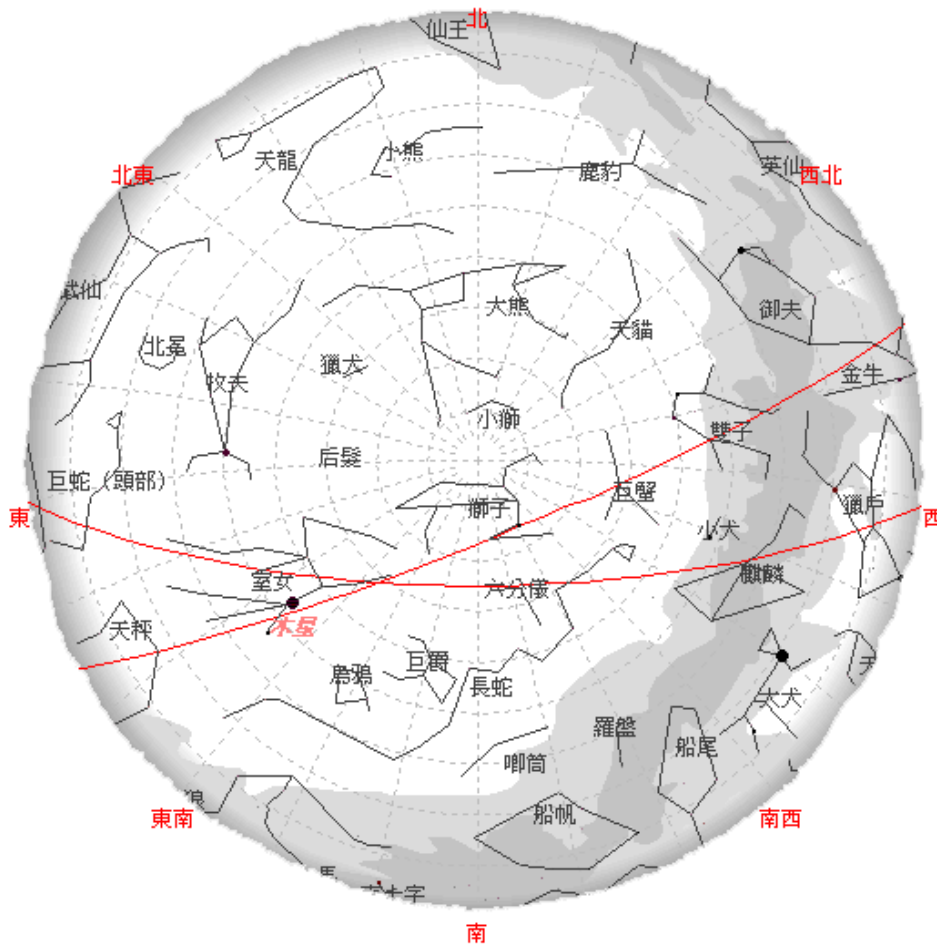 北
仙王
小熊
天龍
鹿豹
英仙
西北
北東
武仙
大熊
御夫
天貓
北冕
獵犬
牧夫
金牛
小獅
雙子
后髮
巨蛇（頭部）
巨蟹
獅子
獵戶
東
西
小犬
麒麟
室女
六分儀
木星
天秤
烏鴉
巨爵
長蛇
天
大犬
羅盤
船尾
唧筒
船帆
東南
南西
南